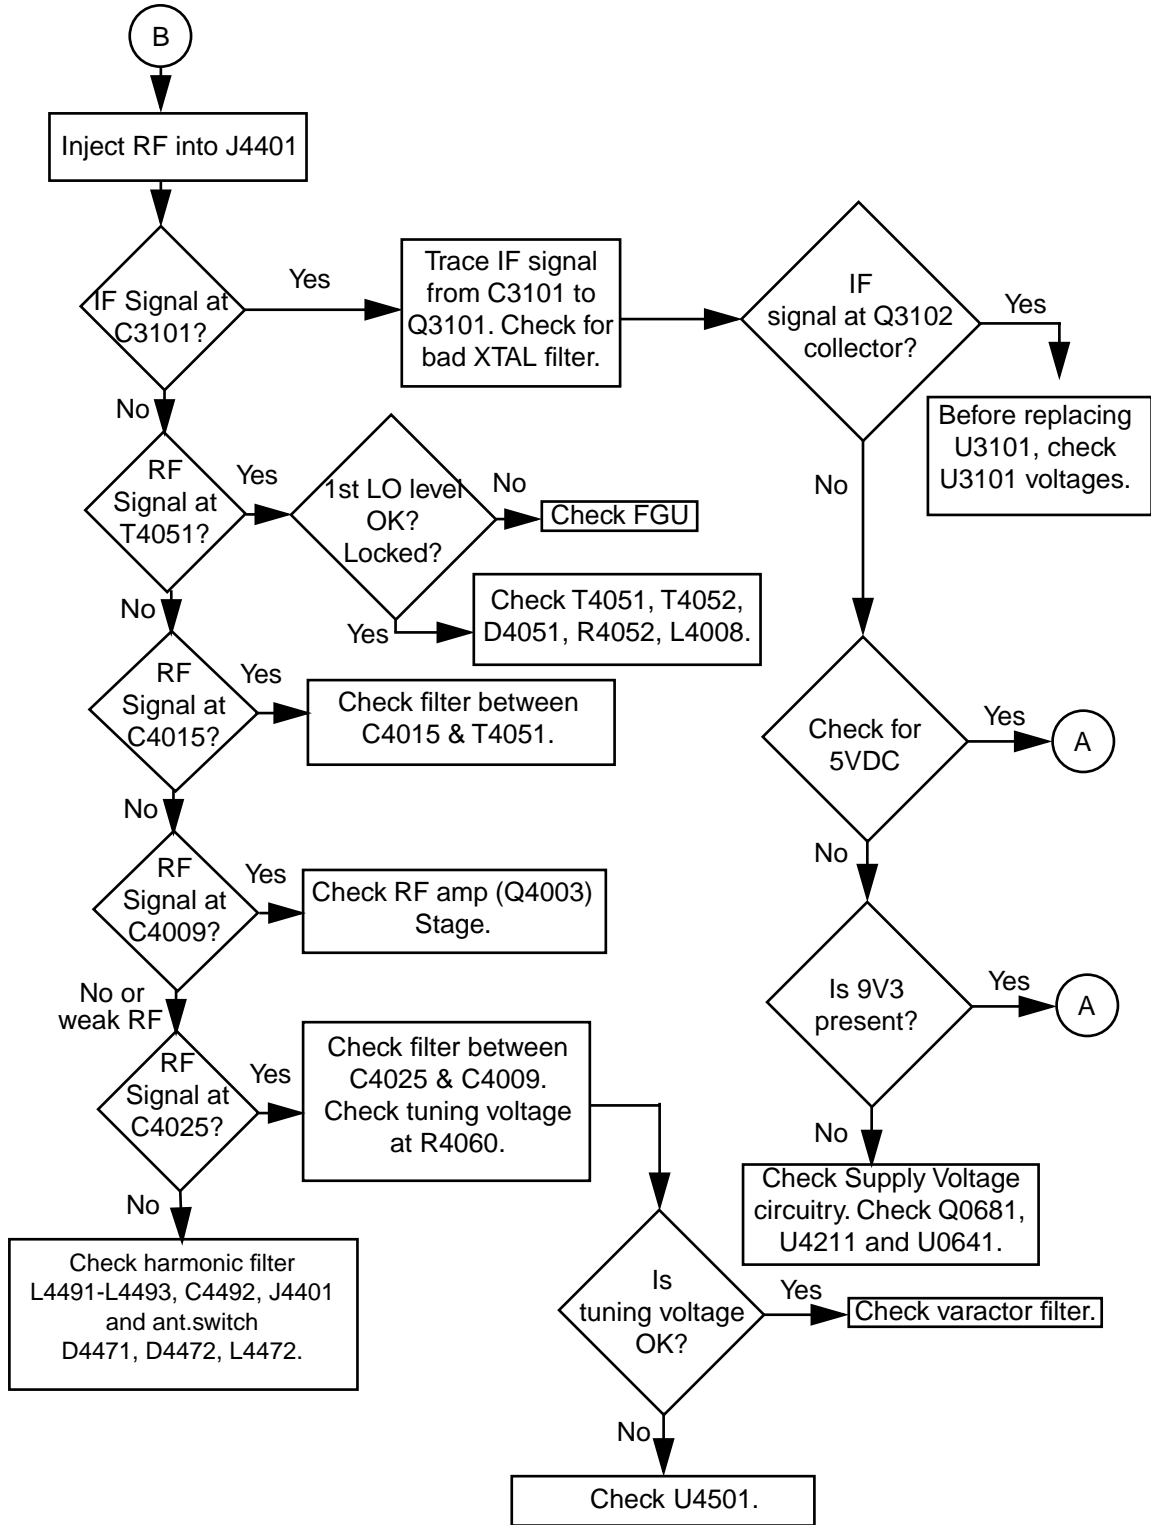 B
Inject RF into J4401
IF Signal at
C3101?
Yes
Trace IF signal
from C3101 to
Q3101. Check for
bad XTAL filter.
IF
signal at Q3102
collector?
Yes
Before replacing
U3101, check
U3101 voltages.
No
No
RF
Signal at
T4051?
Yes
1st LO level
OK?
Locked?
No
Check FGU
Yes
Check T4051, T4052,
D4051, R4052, L4008.
No
RF
Signal at
C4015?
Yes
Check filter between
C4015 & T4051.
Check for
5VDC
Yes
A
No
No
RF
Signal at
C4009?
Yes
Check RF amp (Q4003)
Stage.
Is 9V3
present?
Yes
A
No or
weak RF
RF
Signal at
C4025?
Yes
Check filter between
C4025 & C4009.
Check tuning voltage
at R4060.
No
Check Supply Voltage
circuitry. Check Q0681,
U4211 and U0641.
No
Check harmonic filter
L4491-L4493, C4492, J4401
and ant.switch
D4471, D4472, L4472.
Is
tuning voltage
OK?
Yes
Check varactor filter.
No
Check U4501.